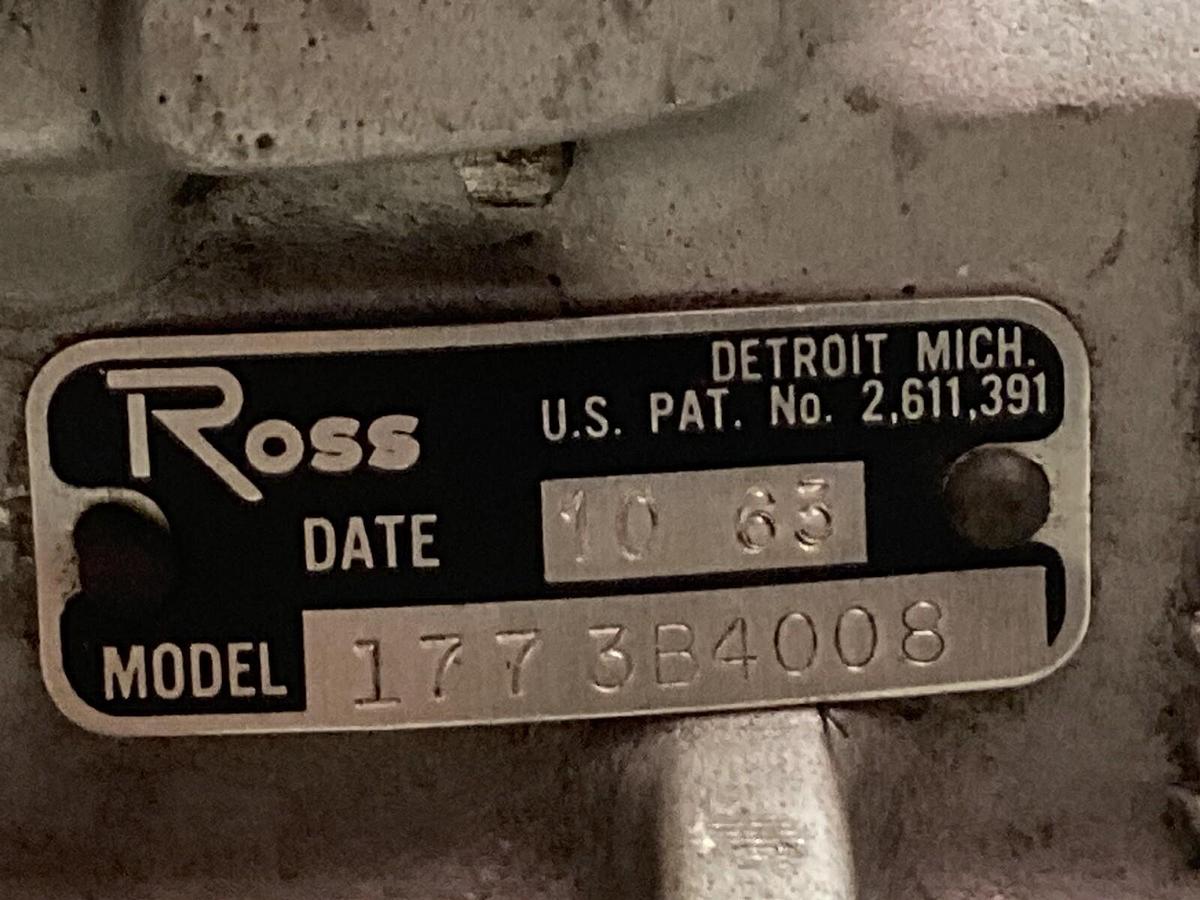 DETROIT MICH.
Ross U.S. PAT. No. 2,611,391
DATE 10 63
MODEL 177 3B4008